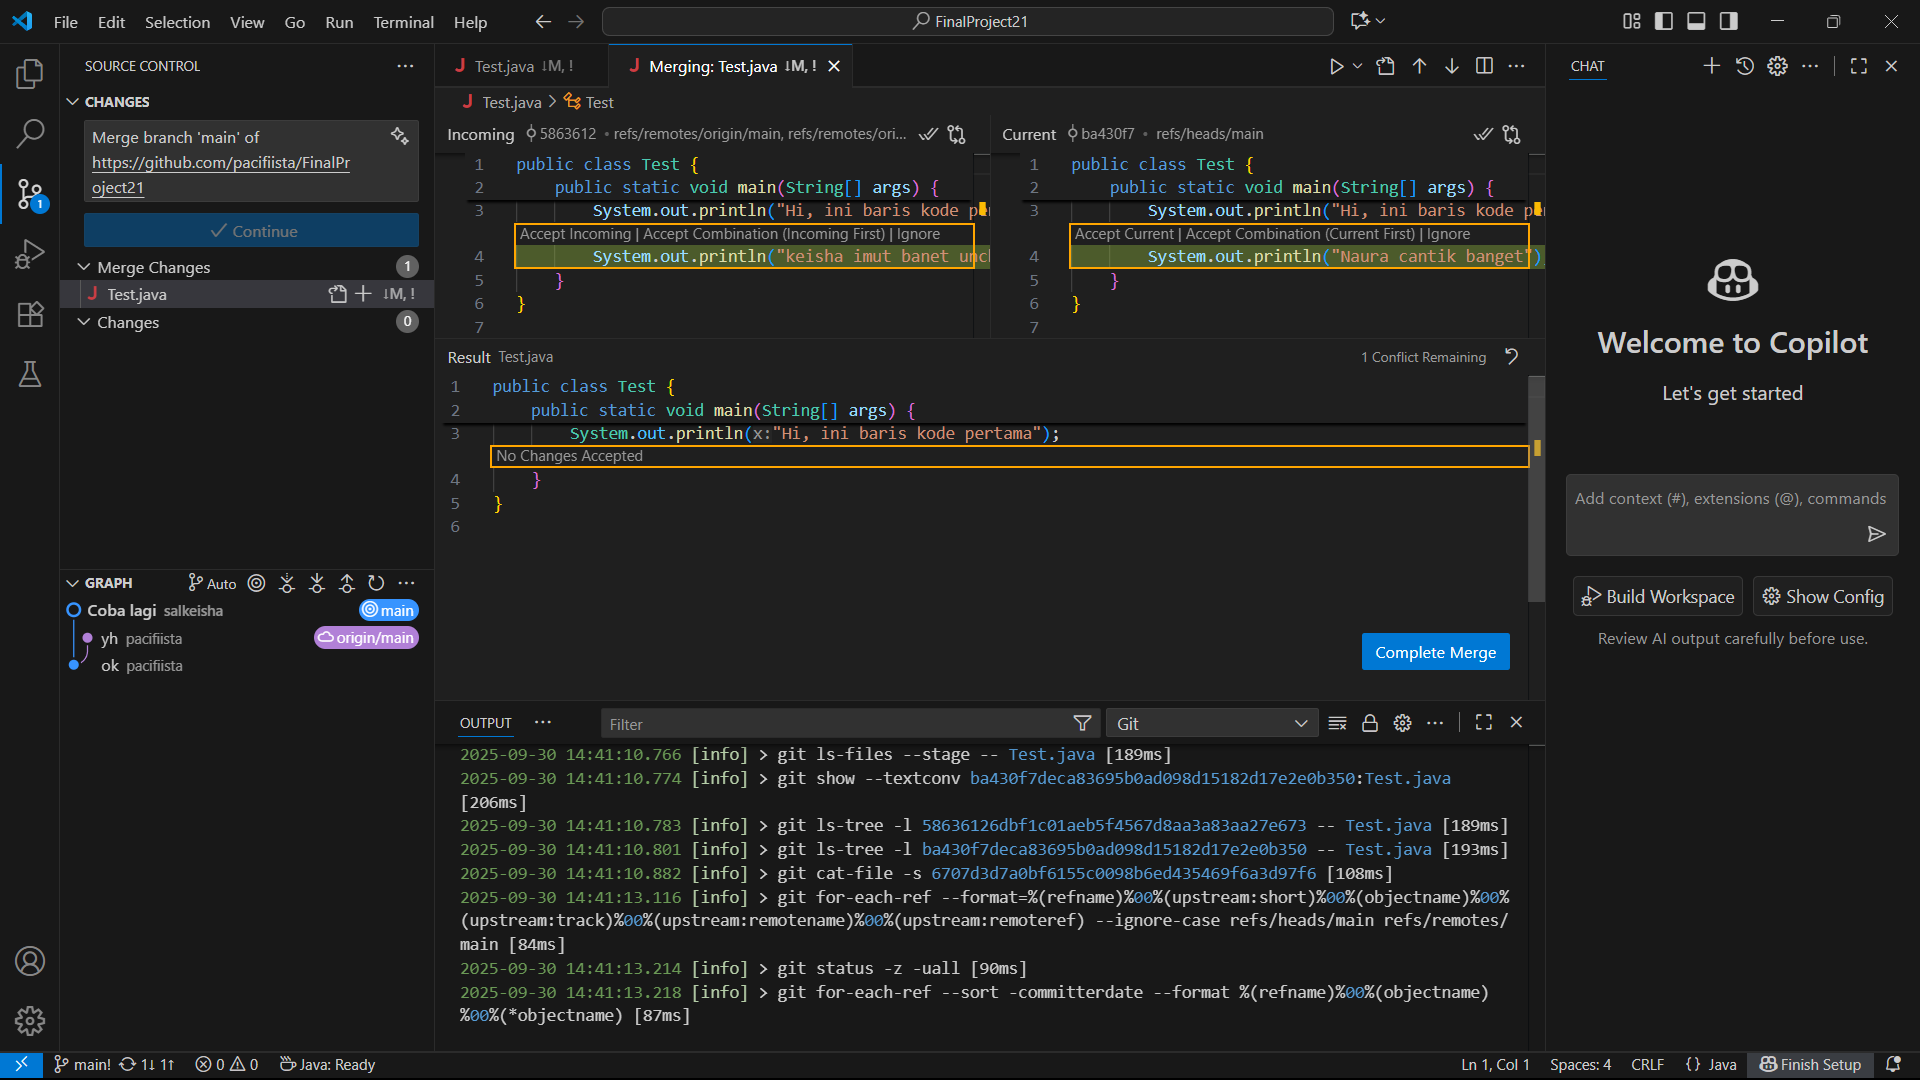 File Edit Selection View Go Run Terminal Help
FinalProject21
SOURCE CONTROL
CHANGES
Merge branch 'main' of
https://github.com/pacifiista/FinalPr
oject21
Continue
Merge Changes 1
Test.java ↓M, !
Changes 0
1
GRAPH Auto
Coba lagi salkeisha main
yh pacifiista origin/main
ok pacifiista
Test.java ↓M, ! Merging: Test.java ↓M, !
Test.java > Test
Incoming 5863612 • refs/remotes/origin/main, refs/remotes/ori...
1 public class Test {
2 public static void main(String[] args) {
3 System.out.println("Hi, ini baris kode
Accept Incoming | Accept Combination (Incoming First) | Ignore
4 System.out.println("keisha imut banet
5 }
6 }
7
Current ba430f7 • refs/heads/main
1 public class Test {
2 public static void main(String[] args) {
3 System.out.println("Hi, ini baris kode
Accept Current | Accept Combination (Current First) | Ignore
4 System.out.println("Naura cantik banget")
5 }
6 }
7
Result Test.java 1 Conflict Remaining
1 public class Test {
2 public static void main(String[] args) {
3 System.out.println(x:"Hi, ini baris kode pertama");
No Changes Accepted
4 }
5 }
6
Complete Merge
OUTPUT Filter Git
2025-09-30 14:41:10.766 [info] > git ls-files --stage -- Test.java [189ms]
2025-09-30 14:41:10.774 [info] > git show --textconv ba430f7deca83695b0ad098d15182d17e2e0b350:Test.java
[206ms]
2025-09-30 14:41:10.783 [info] > git ls-tree -l 58636126dbf1c01aeb5f4567d8aa3a83aa27e673 -- Test.java [189ms]
2025-09-30 14:41:10.801 [info] > git ls-tree -l ba430f7deca83695b0ad098d15182d17e2e0b350 -- Test.java [193ms]
2025-09-30 14:41:10.882 [info] > git cat-file -s 6707d3d7a0bf6155c0098b6ed435469f6a3d97f6 [108ms]
2025-09-30 14:41:13.116 [info] > git for-each-ref --format=%(refname)%00%(upstream:short)%00%(objectname)%00%
(upstream:track)%00%(upstream:remotename)%00%(upstream:remoteref) --ignore-case refs/heads/main refs/remotes/
main [84ms]
2025-09-30 14:41:13.214 [info] > git status -z -uall [90ms]
2025-09-30 14:41:13.218 [info] > git for-each-ref --sort -committerdate --format %(refname)%00%(objectname)
%00%(*objectname) [87ms]
CHAT
Welcome to Copilot
Let's get started
Add context (#), extensions (@), commands
Build Workspace Show Config
Review AI output carefully before use.
main! 1↓ 1↑ 0 0 Java: Ready
Ln 1, Col 1 Spaces: 4 CRLF {} Java Finish Setup